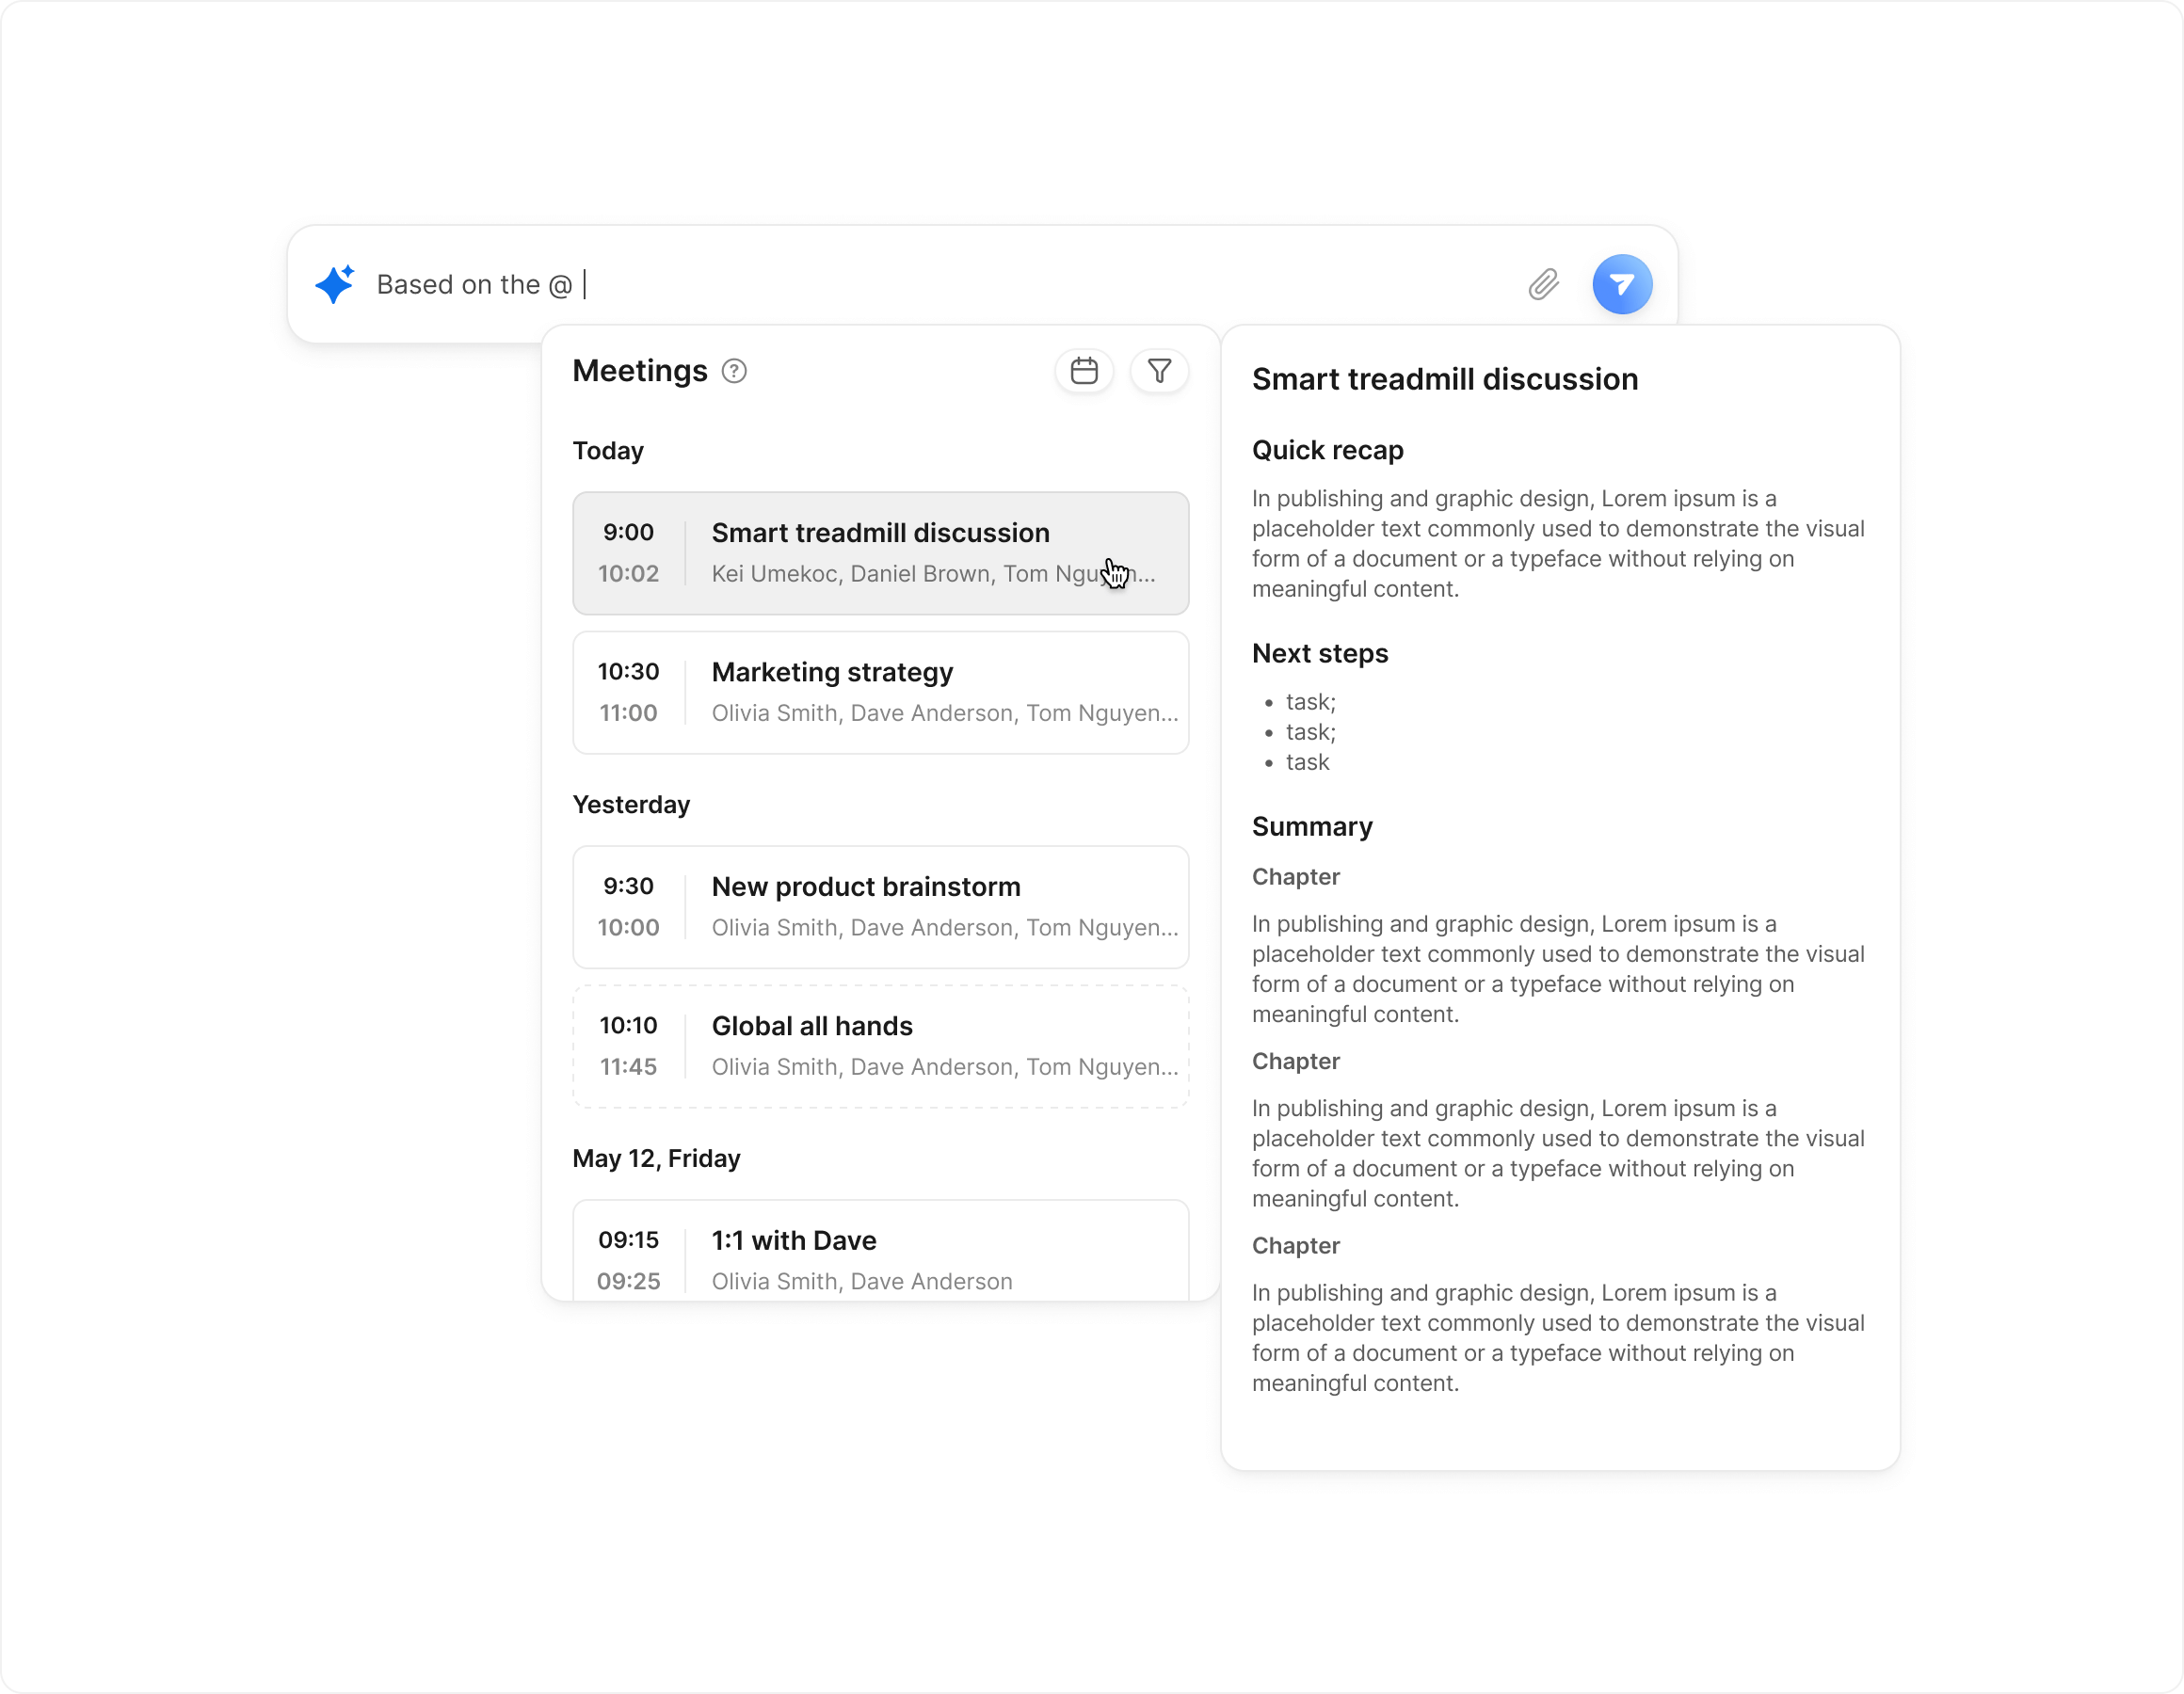 Based on the @
Meetings ?
Today
9:00 Smart treadmill discussion
10:02 Kei Umekoc, Daniel Brown, Tom Nguyen...
10:30 Marketing strategy
11:00 Olivia Smith, Dave Anderson, Tom Nguyen...
Yesterday
9:30 New product brainstorm
10:00 Olivia Smith, Dave Anderson, Tom Nguyen...
10:10 Global all hands
11:45 Olivia Smith, Dave Anderson, Tom Nguyen...
May 12, Friday
09:15 1:1 with Dave
09:25 Olivia Smith, Dave Anderson
Smart treadmill discussion
Quick recap
In publishing and graphic design, Lorem ipsum is a
placeholder text commonly used to demonstrate the visual
form of a document or a typeface without relying on
meaningful content.
Next steps
• task;
• task;
• task
Summary
Chapter
In publishing and graphic design, Lorem ipsum is a
placeholder text commonly used to demonstrate the visual
form of a document or a typeface without relying on
meaningful content.
Chapter
In publishing and graphic design, Lorem ipsum is a
placeholder text commonly used to demonstrate the visual
form of a document or a typeface without relying on
meaningful content.
Chapter
In publishing and graphic design, Lorem ipsum is a
placeholder text commonly used to demonstrate the visual
form of a document or a typeface without relying on
meaningful content.